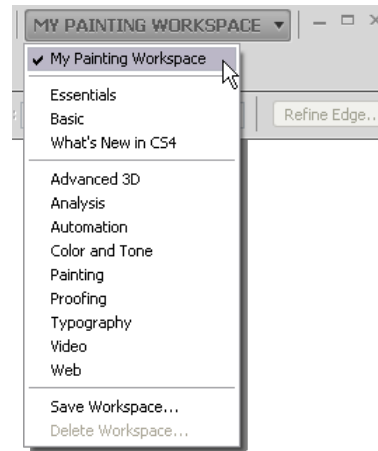 MY PAINTING WORKSPACE
My Painting Workspace
Essentials
Basic
Refine Edge..
What's New in CS4
Advanced 3D
Analysis
Automation
Color and Tone
Painting
Proofing
Typography
Video
Web
Save Workspace...
Delete Workspace...